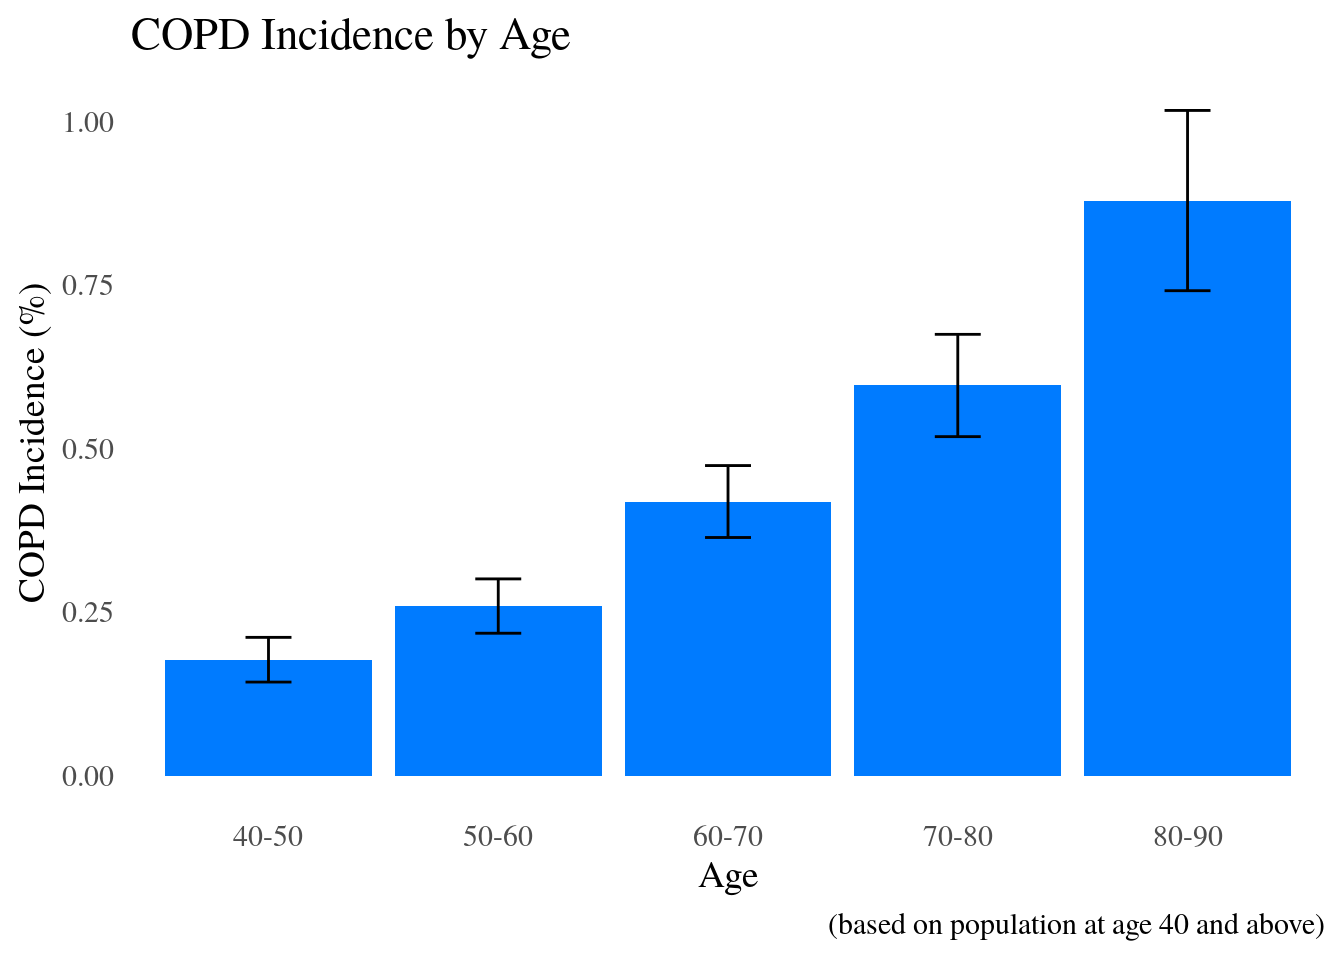 COPD Incidence by Age
COPD Incidence (%)
1.00
0.75
0.50
0.25
0.00
40-50 50-60 60-70 70-80 80-90
Age
(based on population at age 40 and above)